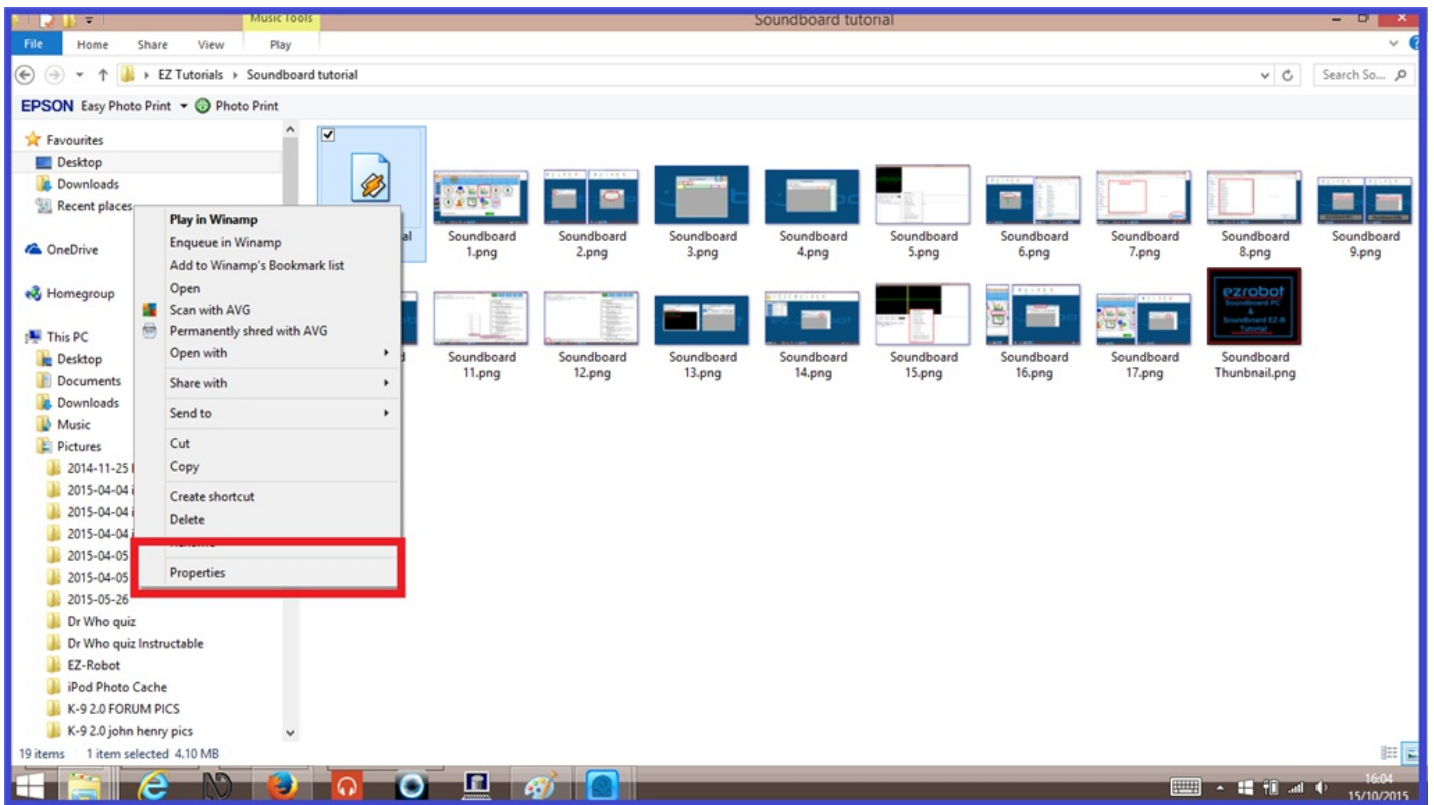 Music Tools
Soundboard tutorial
File Home Share View Play
EZ Tutorials Soundboard tutorial
Search So...
EPSON Easy Photo Print Photo Print
Favourites
Desktop
Downloads
Recent places
OneDrive
Homegroup
This PC
Desktop
Documents
Downloads
Music
Pictures
2014-11-25
2015-04-04 i
2015-04-04 i
2015-04-04
2015-04-05
2015-04-05
2015-05-26
Dr Who quiz
Dr Who quiz Instructable
EZ-Robot
iPod Photo Cache
K-9 2.0 FORUM PICS
K-9 2.0 john henry pics
Play in Winamp
Enqueue in Winamp
Add to Winamp's Bookmark list
Open
Scan with AVG
Permanently shred with AVG
Open with
Share with
Send to
Cut
Copy
Create shortcut
Delete
Rename
Properties
al
Soundboard
1.png
Soundboard
2.png
Soundboard
3.png
Soundboard
4.png
Soundboard
5.png
Soundboard
6.png
Soundboard
7.png
Soundboard
8.png
Soundboard
9.png
Soundboard
11.png
Soundboard
12.png
Soundboard
13.png
Soundboard
14.png
Soundboard
15.png
Soundboard
16.png
Soundboard
17.png
ezrobot
Soundboard PC
&
Soundboard EZ-B
Tutorial
Soundboard
Thumbnail.png
19 items 1 item selected 4.10 MB
16:04
15/10/2015